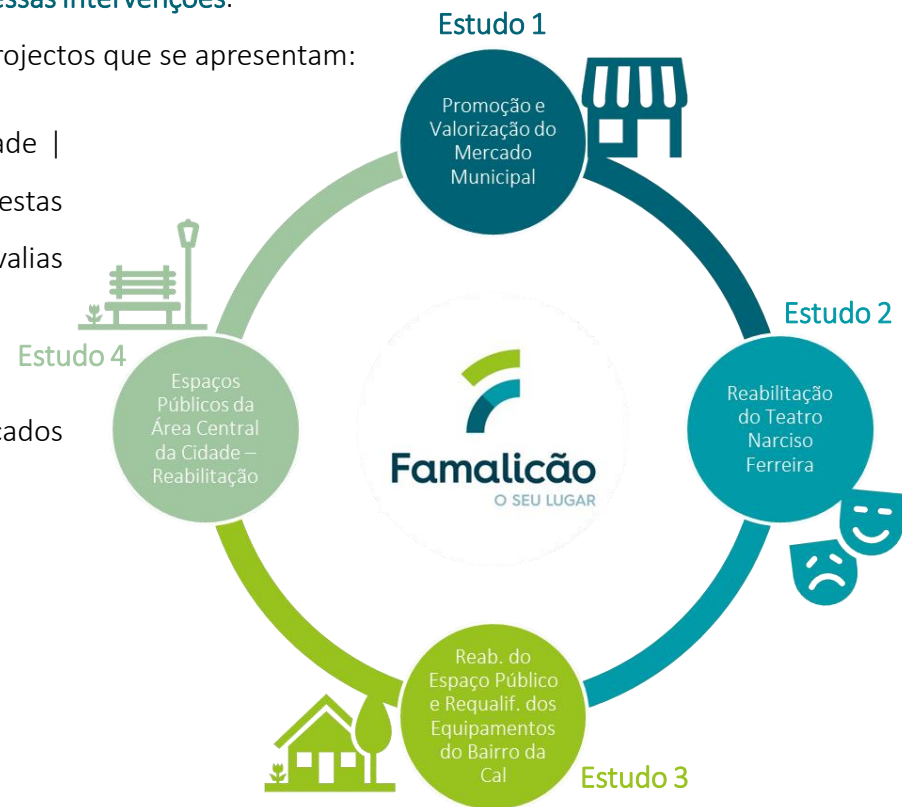 essas intervenções.
rojectos que se apresentam:
ade |
estas
valias
cados
Estudo 1
Promoção e
Valorização do
Mercado
Municipal
Estudo 2
Reabilitação
do Teatro
Narciso
Ferreira
Estudo 4
Espaços
Públicos da
Área Central
da Cidade –
Reabilitação
Famalicão
O SEU LUGAR
Reab. do
Espaço Público
e Requalif. dos
Equipamentos
do Bairro da
Cal
Estudo 3